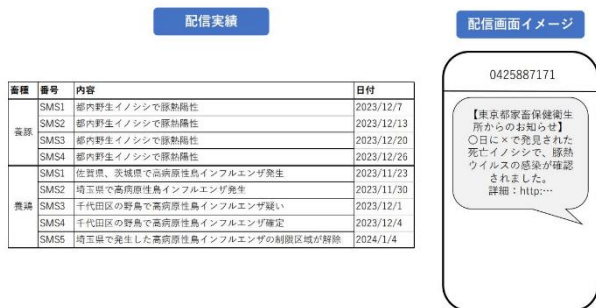 配信実績
畜種 番号 内容 日付
養豚 SMS1 都内野生イノシシで豚熱陽性 2023/12/7
SMS2 都内野生イノシシで豚熱陽性 2023/12/13
SMS3 都内野生イノシシで豚熱陽性 2023/12/20
SMS4 都内野生イノシシで豚熱陽性 2023/12/26
養鶏 SMS1 佐賀県、茨城県で高病原性鳥インフルエンザ発生 2023/11/23
SMS2 埼玉県で高病原性鳥インフルエンザ発生 2023/11/30
SMS3 千代田区の野鳥で高病原性鳥インフルエンザ疑い 2023/12/1
SMS4 千代田区の野鳥で高病原性鳥インフルエンザ確定 2023/12/4
SMS5 埼玉県で発生した高病原性鳥インフルエンザの制限区域が解除 2024/1/4
配信画面イメージ
0425887171
【東京都家畜保健衛生
所からのお知らせ】
〇日に×で発見された
死亡イノシシで、豚熱
ウイルスの感染が確認
されました。
詳細：http:…